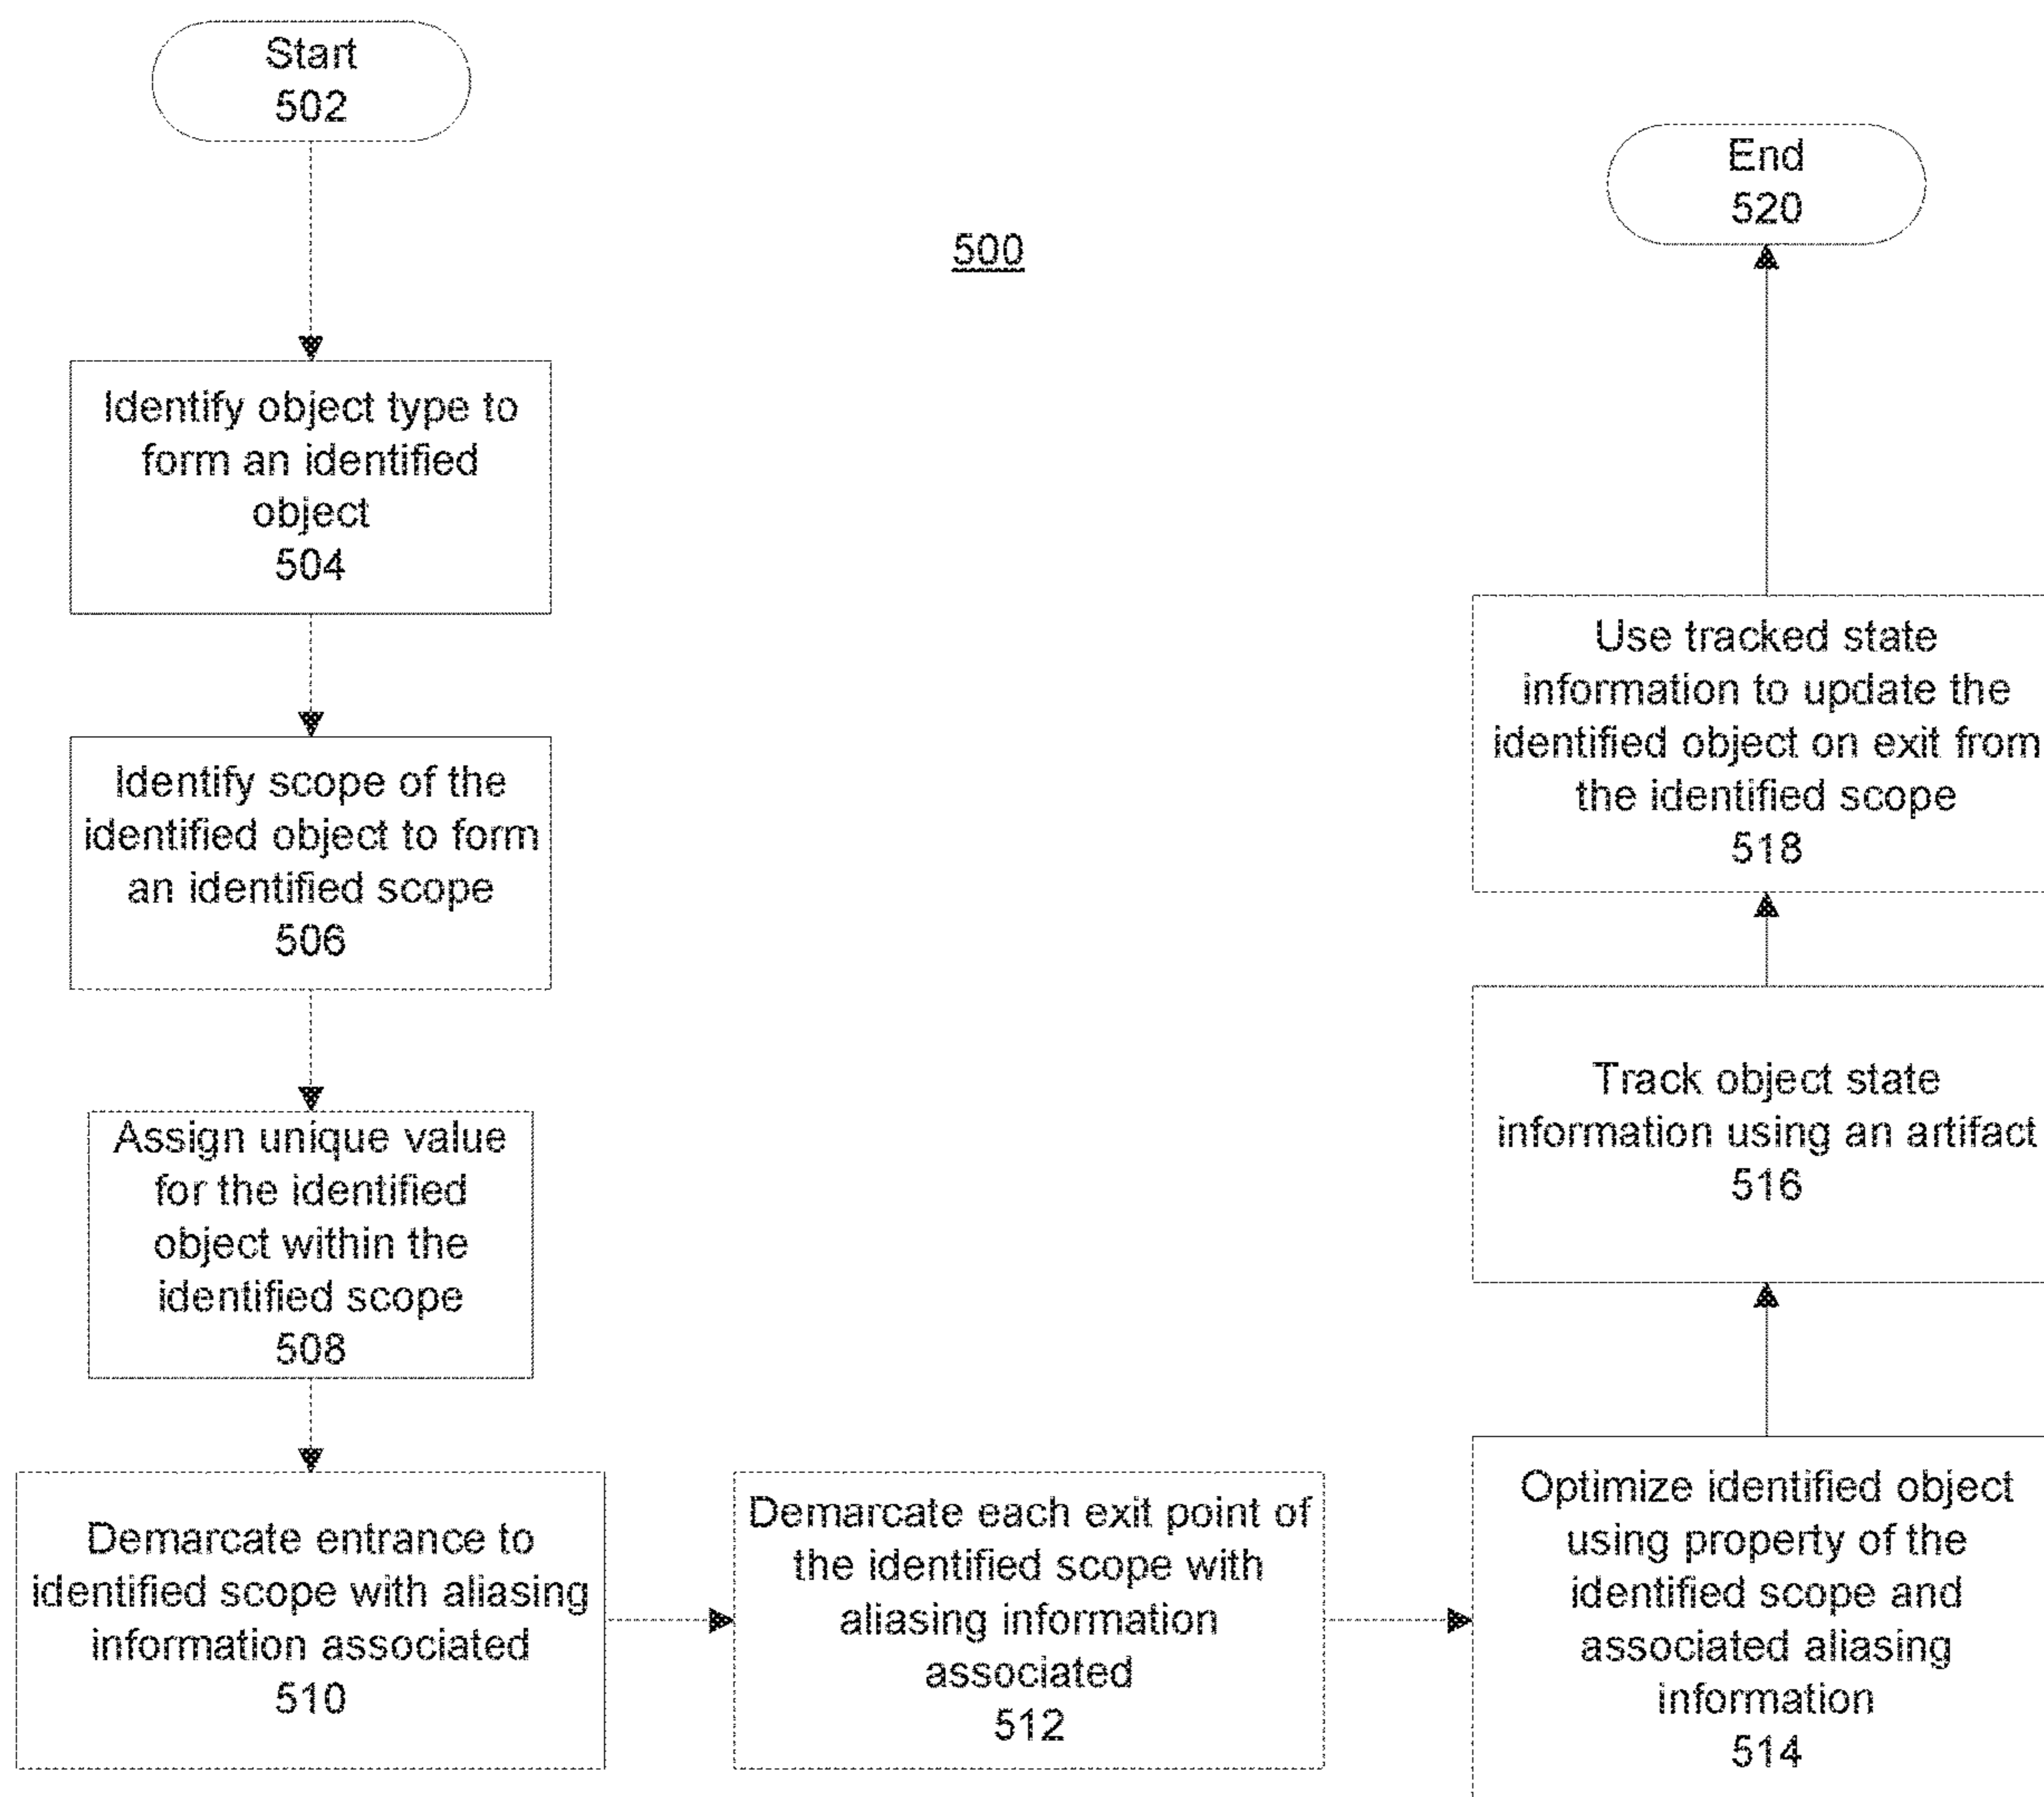 Start
502
500
Identify object type to
form an identified
object
504
Identify scope of the
identified object to form
an identified scope
506
Assign unique value
for the identified
object within the
identified scope
508
Demarcate entrance to
identified scope with aliasing
information associated
510
Demarcate each exit point of
the identified scope with
aliasing information
associated
512
Optimize identified object
using property of the
identified scope and
associated aliasing
information
514
Track object state
information using an artifact
516
Use tracked state
information to update the
identified object on exit from
the identified scope
518
End
520